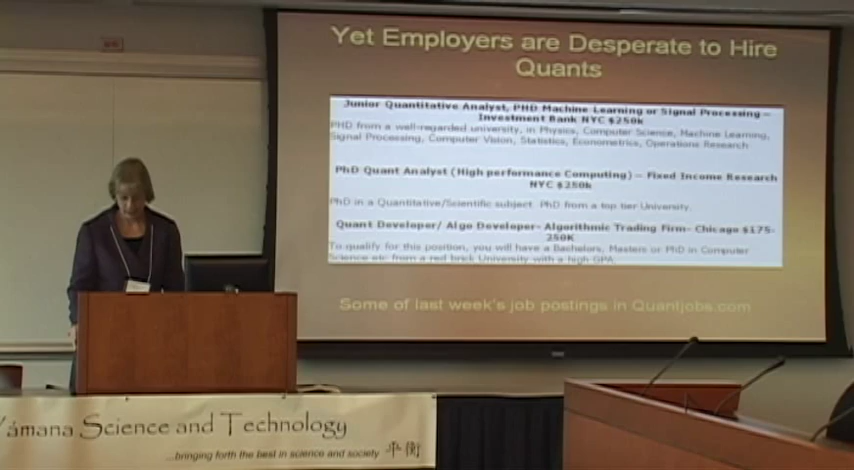 Yet Employers are Desperate to Hire
Quants
Junior Quantitative Analyst, PHD Machine Learning or Signal Processing –
Investment Bank NYC $250k
PHD from a well-regarded university, in Physics, Computer Science, Machine Learning,
Signal Processing, Computer Vision, Statistics, Econometrics, Operations Research
PhD Quant Analyst (High performance Computing) – Fixed Income Research
NYC $250k
PhD in a Quantitative/Scientific subject. PhD from a top tier University.
Quant Developer/ Algo Developer- Algorithmic Trading Firm- Chicago $175-
250K
To qualify for this position, you will have a Bachelors, Masters or PhD in Computer
Science etc from a red brick University with a high GPA
Some of last week's job postings in Quantjobs.com
Yámana Science and Technology
...bringing forth the best in science and society 平衡